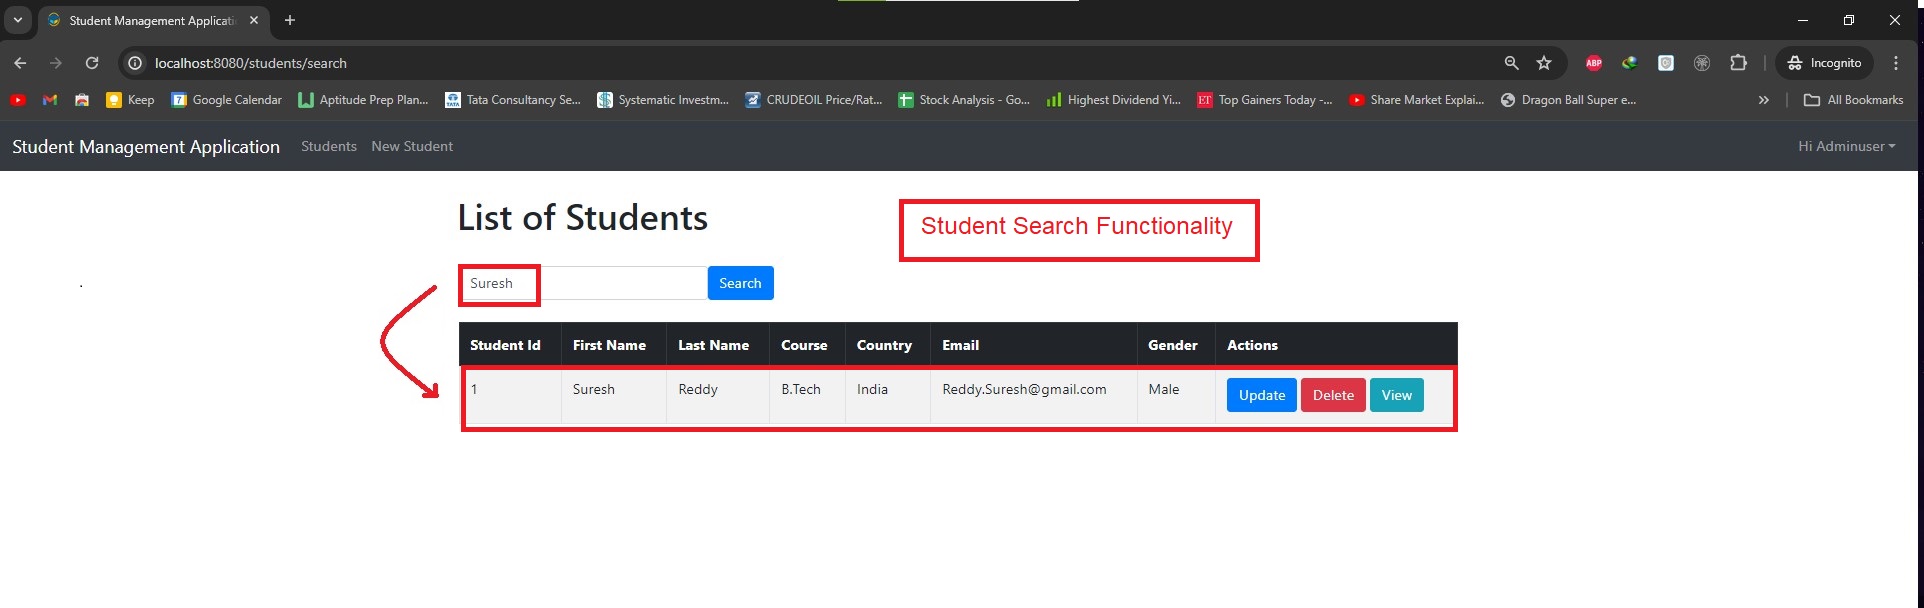 Student Management Applicati
localhost:8080/students/search
ABP
Incognito
Keep
7 Google Calendar
Aptitude Prep Plan...
TATA Tata Consultancy Se...
Systematic Investm...
CRUDEOIL Price/Rat...
Stock Analysis - Go...
Highest Dividend Yi...
ET Top Gainers Today -...
Share Market Explai...
Dragon Ball Super e...
All Bookmarks
Student Management Application Students New Student Hi Adminuser
List of Students
Student Search Functionality
Suresh Search
Student Id First Name Last Name Course Country Email Gender Actions
1 Suresh Reddy B.Tech India Reddy.Suresh@gmail.com Male Update Delete View